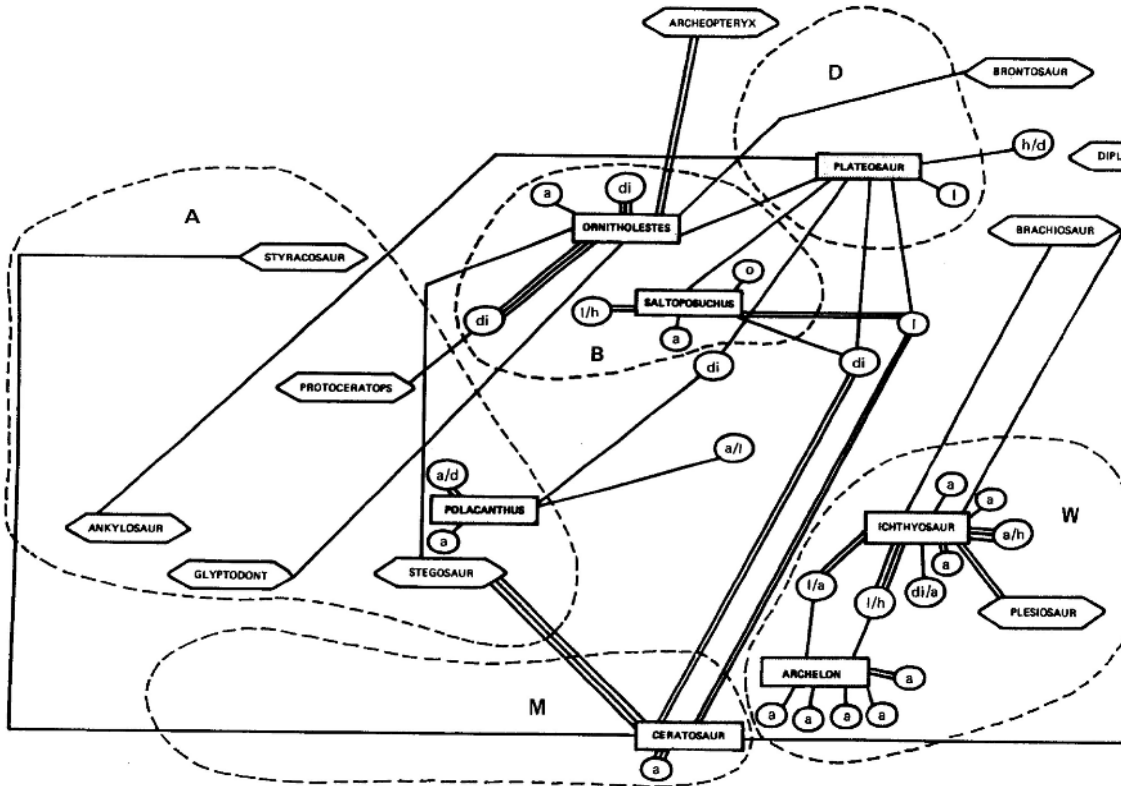 ARCHEOPTERYX
D
BRONTOSAUR
h/d
DIPL
PLATEOSAUR
l
A
a
di
ORNITHOLESTES
BRACHIOSAUR
STYRACOSAUR
o
SALTOPOSUCHUS
l/h
di
a
l
B
di
di
PROTOCERATOPS
a/l
a/d
POLACANTHUS
a
a
a
W
ICHTHYOSAUR
a/h
ANKYLOSAUR
a
GLYPTODONT
STEGOSAUR
l/a
di/a
l/h
PLESIOSAUR
ARCHELON
a
M
a
a
a
a
CERATOSAUR
a